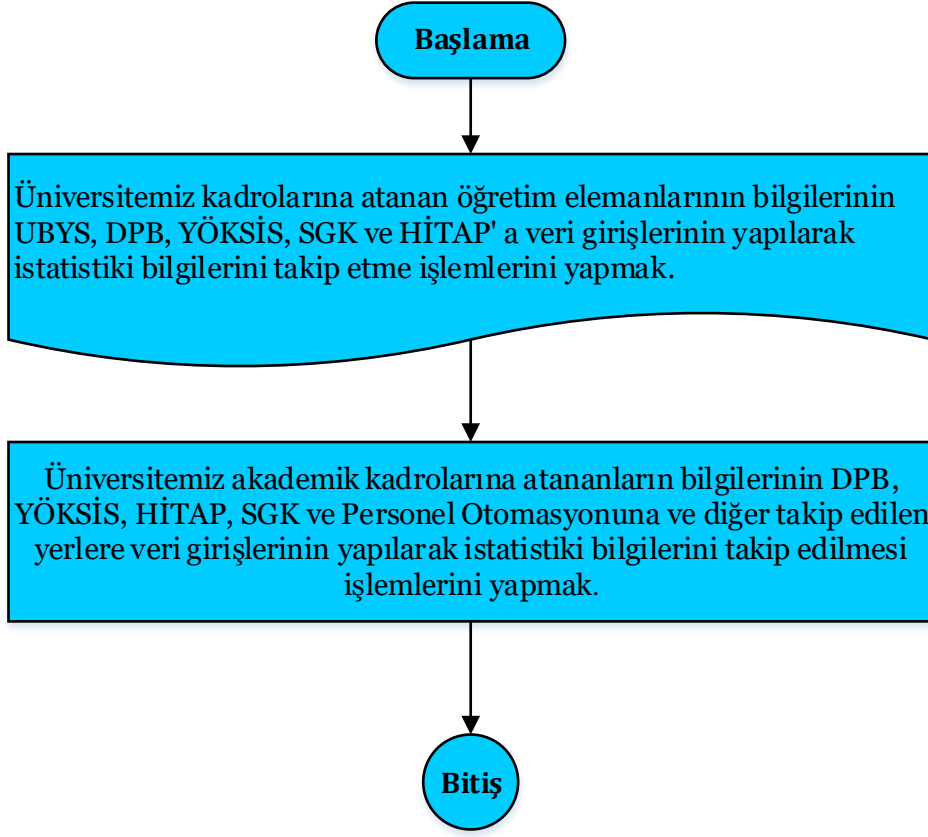 Başlama
Üniversitemiz kadrolarına atanan öğretim elemanlarının bilgilerinin
UBYS, DPB, YÖKSİS, SGK ve HİTAP' a veri girişlerinin yapılarak
istatistiki bilgilerini takip etme işlemlerini yapmak.
Üniversitemiz akademik kadrolarına atananların bilgilerinin DPB,
YÖKSİS, HİTAP, SGK ve Personel Otomasyonuna ve diğer takip edilen
yerlere veri girişlerinin yapılarak istatistiki bilgilerini takip edilmesi
işlemlerini yapmak.
Bitiş